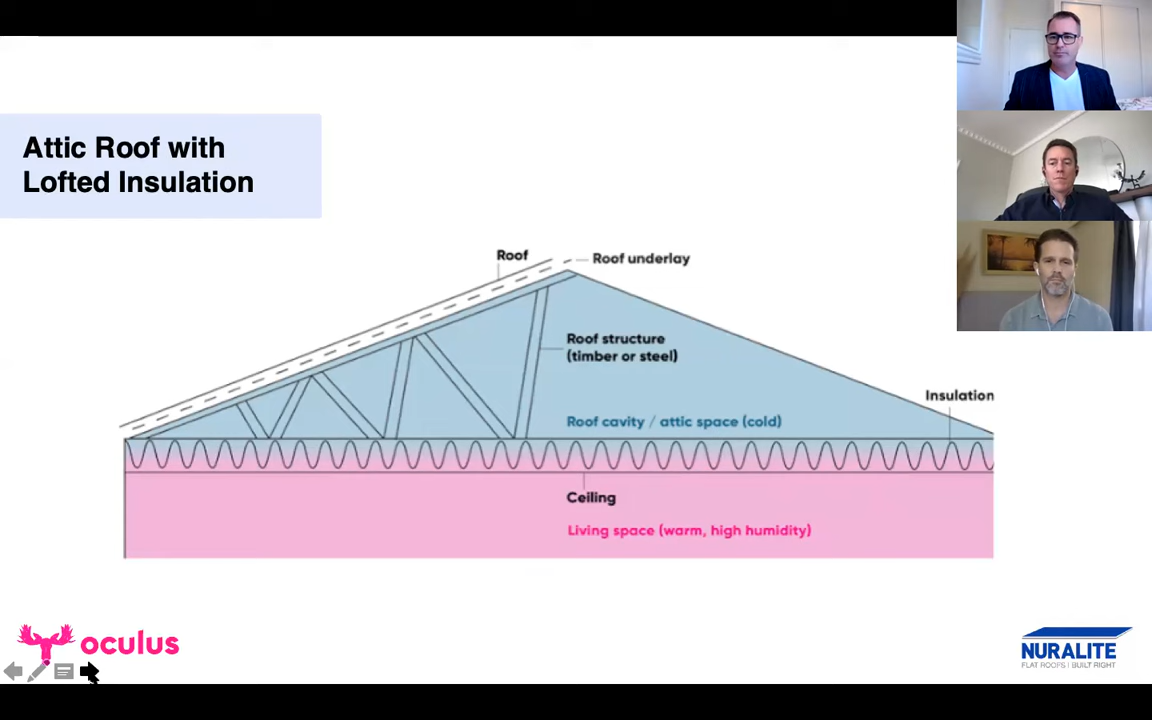 Attic Roof with
Lofted Insulation
Roof
Roof underlay
Roof structure
(timber or steel)
Insulation
Roof cavity / attic space (cold)
Ceiling
Living space (warm, high humidity)
oculus
NURALITE
FLAT ROOFS | BUILT RIGHT